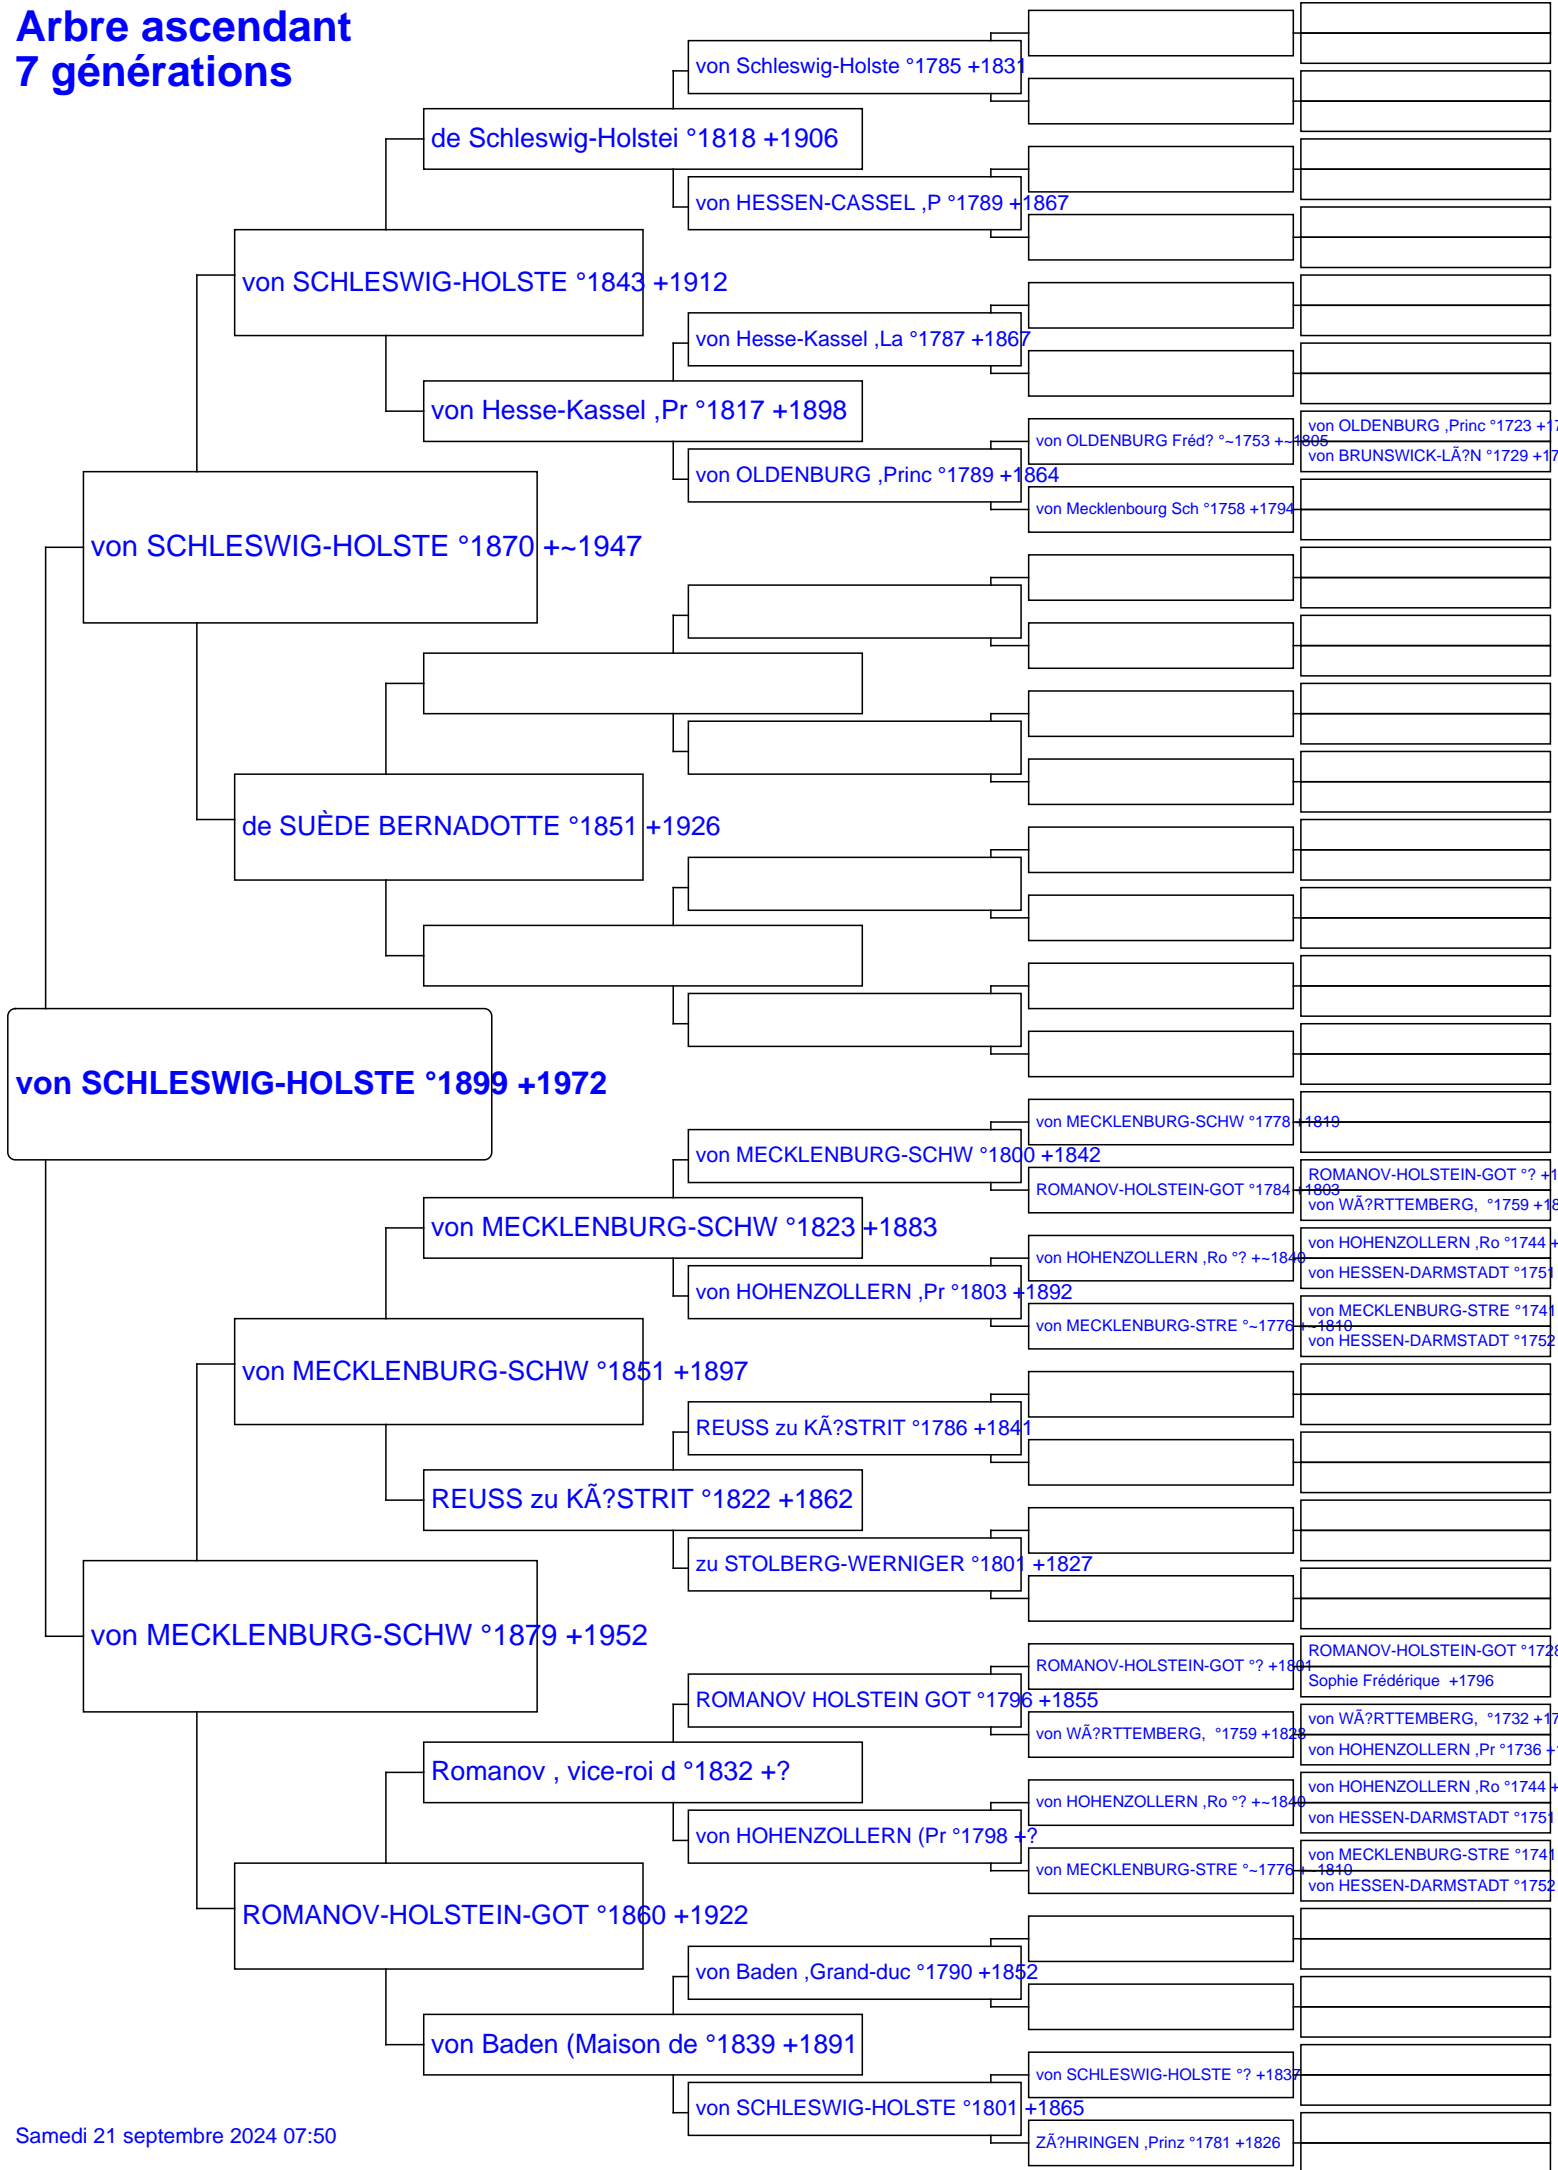 Arbre ascendant
7 générations
von Schleswig-Holste °1785 +1831
de Schleswig-Holstei °1818 +1906
von HESSEN-CASSEL ,P °1789 +1867
von SCHLESWIG-HOLSTE °1843 +1912
von Hesse-Kassel ,La °1787 +1867
von Hesse-Kassel ,Pr °1817 +1898
von OLDENBURG ,Princ °1723 +17
von OLDENBURG Fréd? °~1753 +~1805
von BRUNSWICK-LÃ?N °1729 +17
von OLDENBURG ,Princ °1789 +1864
von Mecklenbourg Sch °1758 +1794
von SCHLESWIG-HOLSTE °1870 +~1947
de SUÈDE BERNADOTTE °1851 +1926
von SCHLESWIG-HOLSTE °1899 +1972
von MECKLENBURG-SCHW °1778 +1819
von MECKLENBURG-SCHW °1800 +1842
ROMANOV-HOLSTEIN-GOT °? +1
ROMANOV-HOLSTEIN-GOT °1784 +1803
von WÃ?RTTEMBERG, °1759 +18
von MECKLENBURG-SCHW °1823 +1883
von HOHENZOLLERN ,Ro °1744 +
von HOHENZOLLERN ,Ro °? +~1840
von HESSEN-DARMSTADT °1751
von HOHENZOLLERN ,Pr °1803 +1892
von MECKLENBURG-STRE °1741
von MECKLENBURG-STRE °~1776 +~1810
von HESSEN-DARMSTADT °1752
von MECKLENBURG-SCHW °1851 +1897
REUSS zu KÃ?STRIT °1786 +1841
REUSS zu KÃ?STRIT °1822 +1862
zu STOLBERG-WERNIGER °1801 +1827
von MECKLENBURG-SCHW °1879 +1952
ROMANOV-HOLSTEIN-GOT °1728
ROMANOV-HOLSTEIN-GOT °? +1801
Sophie Frédérique +1796
ROMANOV HOLSTEIN GOT °1796 +1855
von WÃ?RTTEMBERG, °1732 +17
von WÃ?RTTEMBERG, °1759 +1828
von HOHENZOLLERN ,Pr °1736 +1
Romanov , vice-roi d °1832 +?
von HOHENZOLLERN ,Ro °1744 +
von HOHENZOLLERN ,Ro °? +~1840
von HESSEN-DARMSTADT °1751
von HOHENZOLLERN (Pr °1798 +?
von MECKLENBURG-STRE °1741
von MECKLENBURG-STRE °~1776 +~1810
von HESSEN-DARMSTADT °1752
ROMANOV-HOLSTEIN-GOT °1860 +1922
von Baden ,Grand-duc °1790 +1852
von Baden (Maison de °1839 +1891
von SCHLESWIG-HOLSTE °? +1837
von SCHLESWIG-HOLSTE °1801 +1865
ZÃ?HRINGEN ,Prinz °1781 +1826
Samedi 21 septembre 2024 07:50